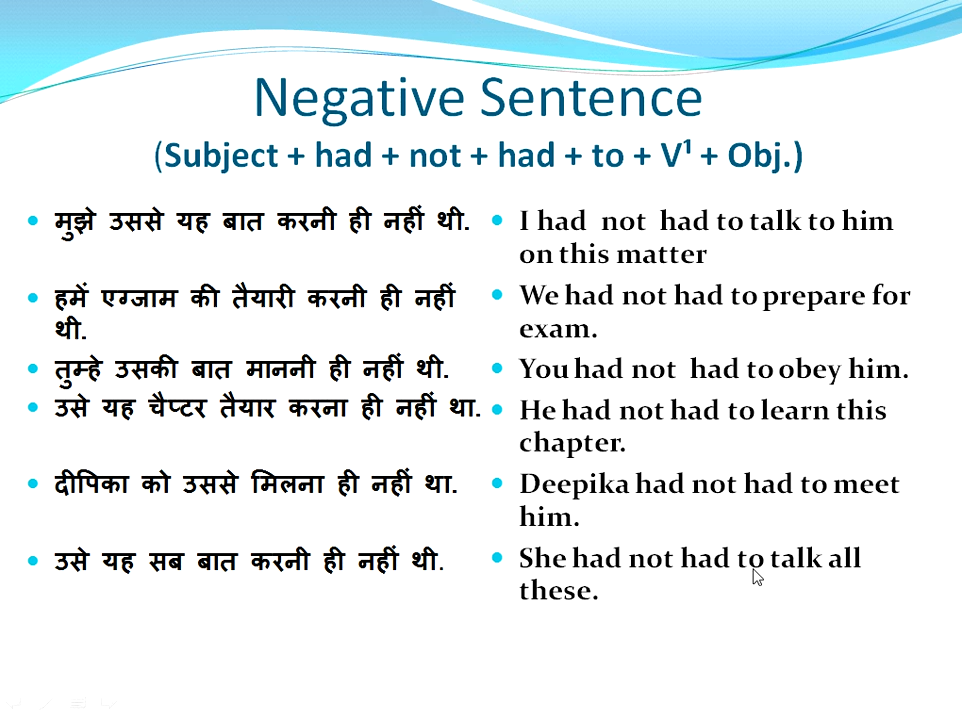 Negative Sentence
(Subject + had + not + had + to + V¹ + Obj.)
• मुझे उससे यह बात करनी ही नहीं थी.
• हमें एग्जाम की तैयारी करनी ही नहीं
थी.
• तुम्हे उसकी बात माननी ही नहीं थी.
• उसे यह चैप्टर तैयार करना ही नहीं था.
• दीपिका को उससे मिलना ही नहीं था.
• उसे यह सब बात करनी ही नहीं थी.
• I had not had to talk to him
on this matter
• We had not had to prepare for
exam.
• You had not had to obey him.
• He had not had to learn this
chapter.
• Deepika had not had to meet
him.
• She had not had to talk all
these.